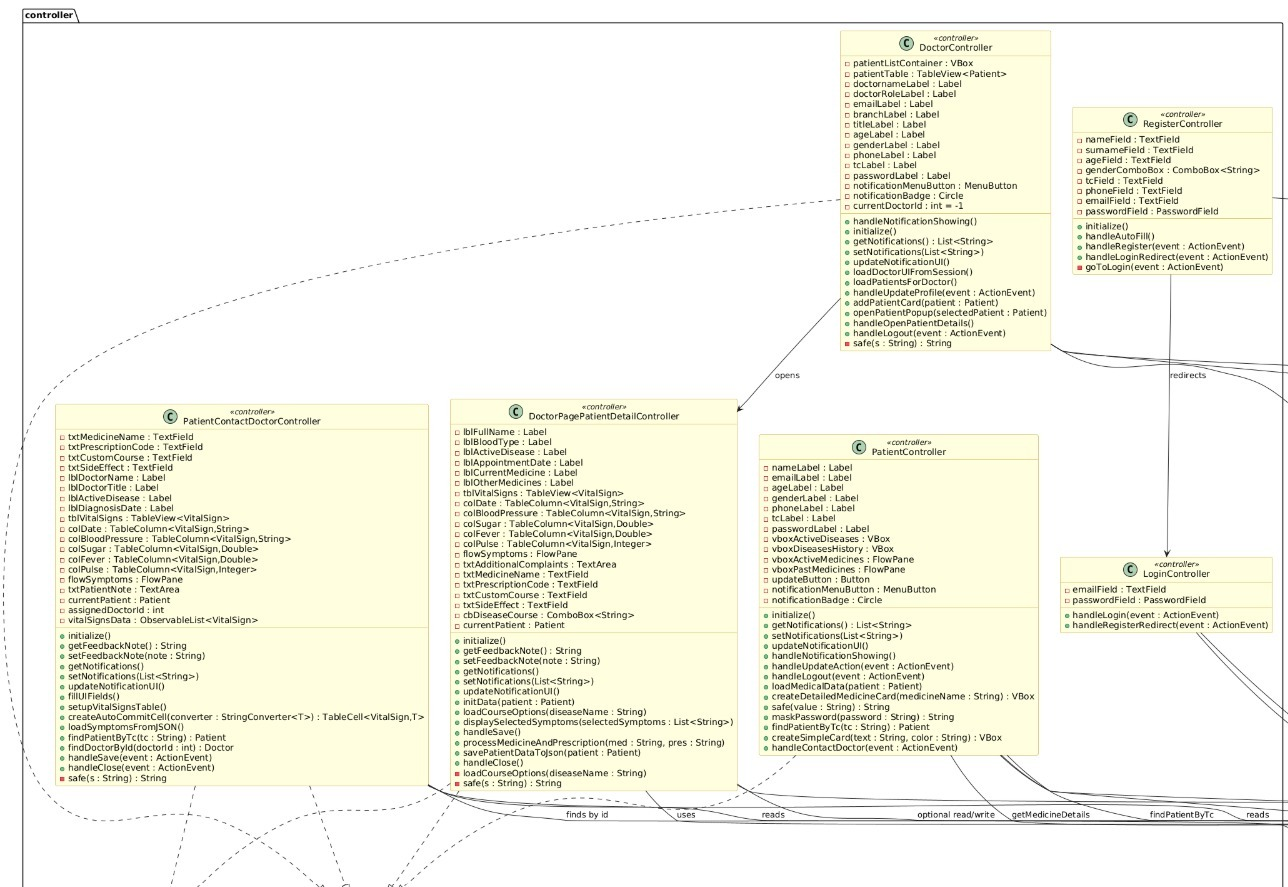 controller
C
«controller»
DoctorController
patientListContainer : VBox
patientTable : TableView<Patient>
doctornameLabel : Label
doctorRoleLabel : Label
emailLabel : Label
branchLabel : Label
titleLabel : Label
ageLabel : Label
genderLabel : Label
phoneLabel : Label
tcLabel : Label
passwordLabel : Label
notificationMenuButton : MenuButton
notificationBadge : Circle
currentDoctorId : int = -1
handleNotificationShowing()
initialize()
getNotifications() : List<String>
setNotifications(List<String>)
updateNotificationUI()
loadDoctorUIFromSession()
loadPatientsForDoctor()
handleUpdateProfile(event : ActionEvent)
addPatientCard(patient : Patient)
openPatientPopup(selectedPatient : Patient)
handleOpenPatientDetails()
handleLogout(event : ActionEvent)
safe(s : String) : String
C
«controller»
RegisterController
nameField : TextField
surnameField : TextField
ageField : TextField
genderComboBox : ComboBox<String>
tcField : TextField
phoneField : TextField
emailField : TextField
passwordField : PasswordField
initialize()
handleAutoFill()
handleRegister(event : ActionEvent)
handleLoginRedirect(event : ActionEvent)
goToLogin(event : ActionEvent)
opens
redirects
C
«controller»
PatientContactDoctorController
txtMedicineName : TextField
txtPrescriptionCode : TextField
txtCustomCourse : TextField
txtSideEffect : TextField
lblDoctorName : Label
lblDoctorTitle : Label
lblActiveDisease : Label
lblDiagnosisDate : Label
tblVitalSigns : TableView<VitalSign>
colDate : TableColumn<VitalSign,String>
colBloodPressure : TableColumn<VitalSign,String>
colSugar : TableColumn<VitalSign,Double>
colFever : TableColumn<VitalSign,Double>
colPulse : TableColumn<VitalSign,Integer>
flowSymptoms : FlowPane
txtPatientNote : TextArea
currentPatient : Patient
assignedDoctorId : int
vitalSignsData : ObservableList<VitalSign>
initialize()
getFeedbackNote() : String
setFeedbackNote(note : String)
getNotifications()
setNotifications(List<String>)
updateNotificationUI()
fillUIFields()
setupVitalSignsTable()
createAutoCommitCell(converter : StringConverter<T>) : TableCell<VitalSign,T>
loadSymptomsFromJSON()
findPatientByTc(tc : String) : Patient
findDoctorById(doctorId : int) : Doctor
handleSave(event : ActionEvent)
handleClose(event : ActionEvent)
safe(s : String) : String
C
«controller»
DoctorPagePatientDetailController
lblFullName : Label
lblBloodType : Label
lblActiveDisease : Label
lblAppointmentDate : Label
lblCurrentMedicine : Label
lblOtherMedicines : Label
tblVitalSigns : TableView<VitalSign>
colDate : TableColumn<VitalSign,String>
colBloodPressure : TableColumn<VitalSign,String>
colSugar : TableColumn<VitalSign,Double>
colFever : TableColumn<VitalSign,Double>
colPulse : TableColumn<VitalSign,Integer>
flowSymptoms : FlowPane
txtAdditionalComplaints : TextArea
txtMedicineName : TextField
txtPrescriptionCode : TextField
txtCustomCourse : TextField
txtSideEffect : TextField
cbDiseaseCourse : ComboBox<String>
currentPatient : Patient
initialize()
getFeedbackNote() : String
setFeedbackNote(note : String)
getNotifications()
setNotifications(List<String>)
updateNotificationUI()
initData(patient : Patient)
loadCourseOptions(diseaseName : String)
displaySelectedSymptoms(selectedSymptoms : List<String>)
handleSave()
processMedicineAndPrescription(med : String, pres : String)
savePatientDataToJson(patient : Patient)
handleClose()
loadCourseOptions(diseaseName : String)
safe(s : String) : String
C
«controller»
PatientController
nameLabel : Label
emailLabel : Label
ageLabel : Label
genderLabel : Label
phoneLabel : Label
tcLabel : Label
passwordLabel : Label
vboxActiveDiseases : VBox
vboxDiseasesHistory : VBox
vboxActiveMedicines : FlowPane
vboxPastMedicines : FlowPane
updateButton : Button
notificationMenuButton : MenuButton
notificationBadge : Circle
initialize()
getNotifications() : List<String>
setNotifications(List<String>)
updateNotificationUI()
handleNotificationShowing()
handleUpdateAction(event : ActionEvent)
handleLogout(event : ActionEvent)
loadMedicalData(patient : Patient)
createDetailedMedicineCard(medicineName : String) : VBox
safe(value : String) : String
maskPassword(password : String) : String
findPatientByTc(tc : String) : Patient
createSimpleCard(text : String, color : String) : VBox
handleContactDoctor(event : ActionEvent)
C
«controller»
LoginController
emailField : TextField
passwordField : PasswordField
handleLogin(event : ActionEvent)
handleRegisterRedirect(event : ActionEvent)
finds by id
uses
reads
optional read/write
getMedicineDetails
findPatientByTc
reads